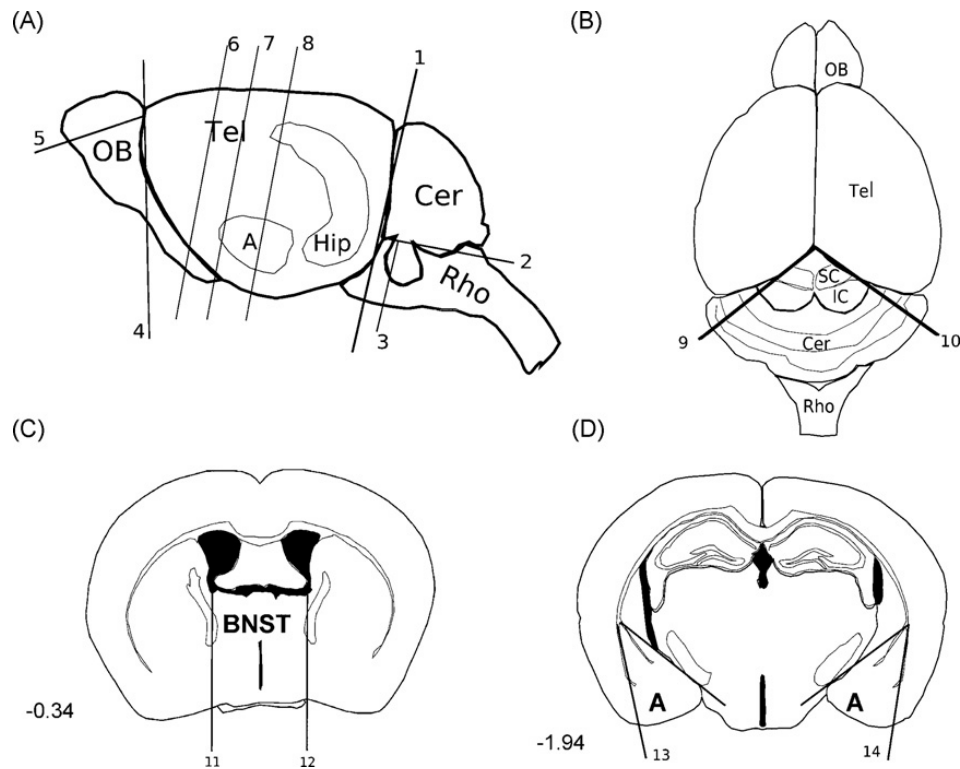 (A)
6 7 8
1
5
OB
Tel
Cer
A
Hip
2
Rho
4
3
(B)
OB
Tel
SC
IC
9
10
Cer
Rho
(C)
BNST
-0.34
11 12
(D)
A A
-1.94
13 14